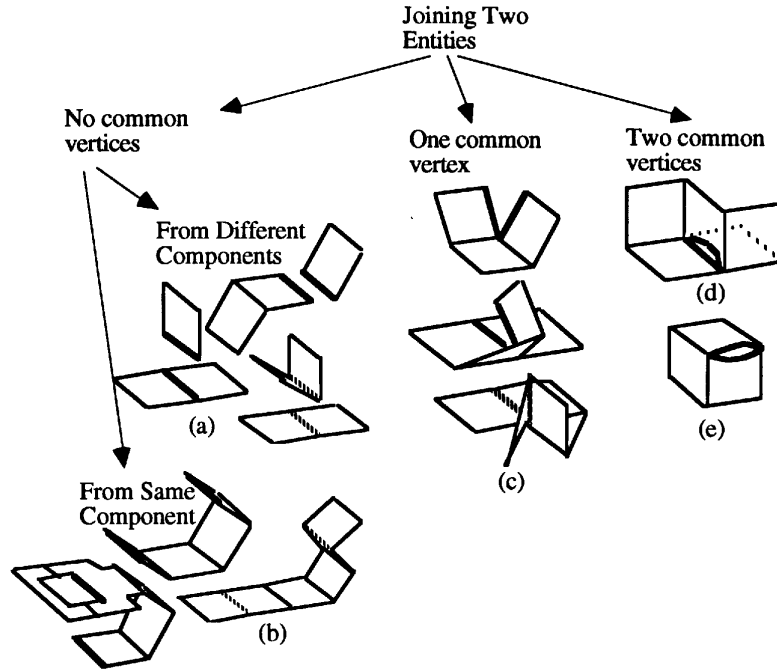 Joining Two
Entities
No common
vertices
One common
vertex
Two common
vertices
From Different
Components
(a)
(d)
(e)
(c)
From Same
Component
(b)